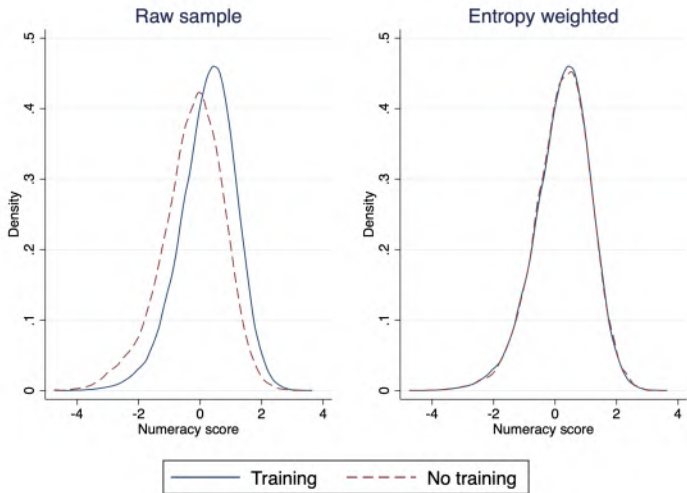 Raw sample
.5
.4
.3
.2
.1
0
Density
-4 -2 0 2 4
Numeracy score
Entropy weighted
.5
.4
.3
.2
.1
0
Density
-4 -2 0 2 4
Numeracy score
Training No training